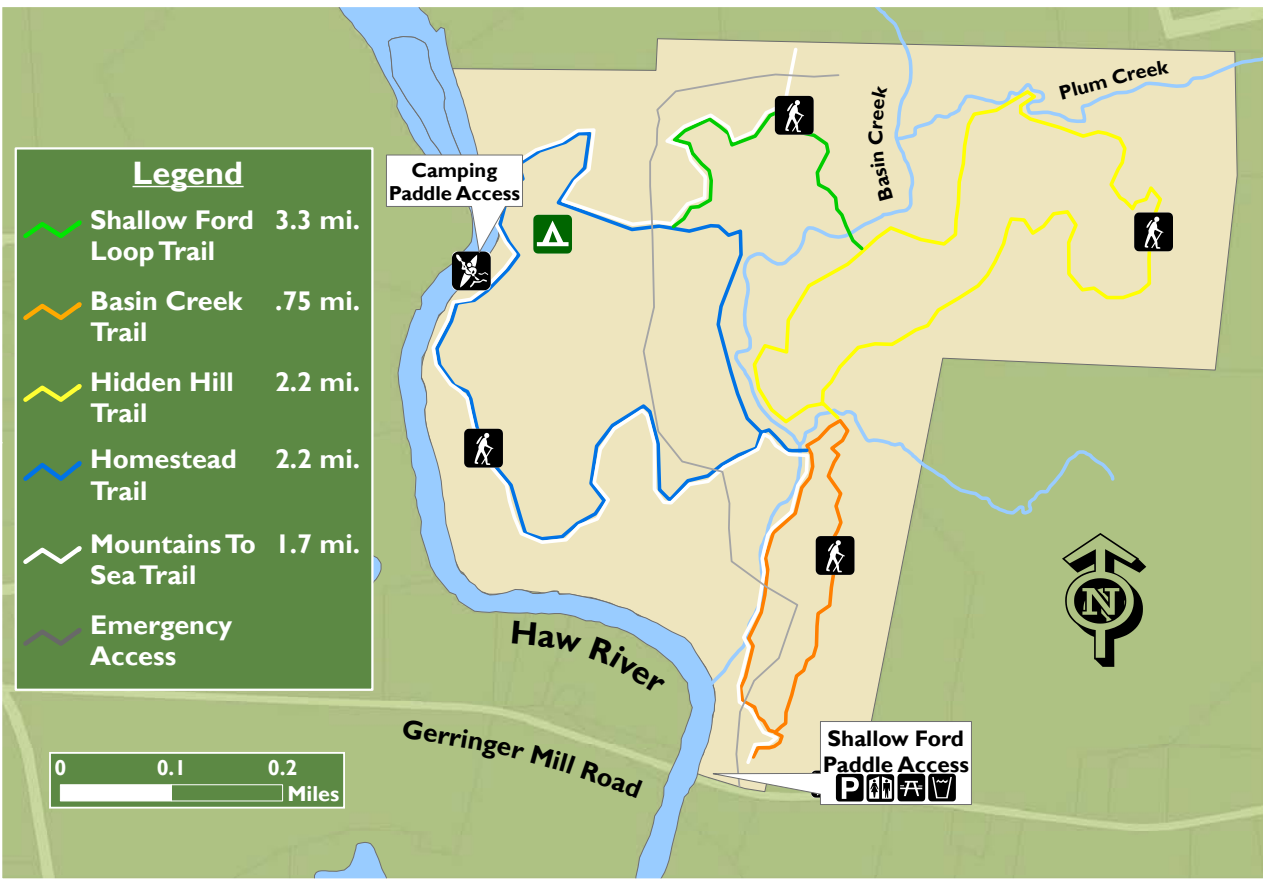 Plum Creek
Basin Creek
Camping
Paddle Access
Legend
Shallow Ford 3.3 mi.
Loop Trail
Basin Creek .75 mi.
Trail
Hidden Hill 2.2 mi.
Trail
Homestead 2.2 mi.
Trail
Mountains To 1.7 mi.
Sea Trail
Emergency
Access
N
Haw River
Gerringer Mill Road
Shallow Ford
Paddle Access
P
0 0.1 0.2
Miles